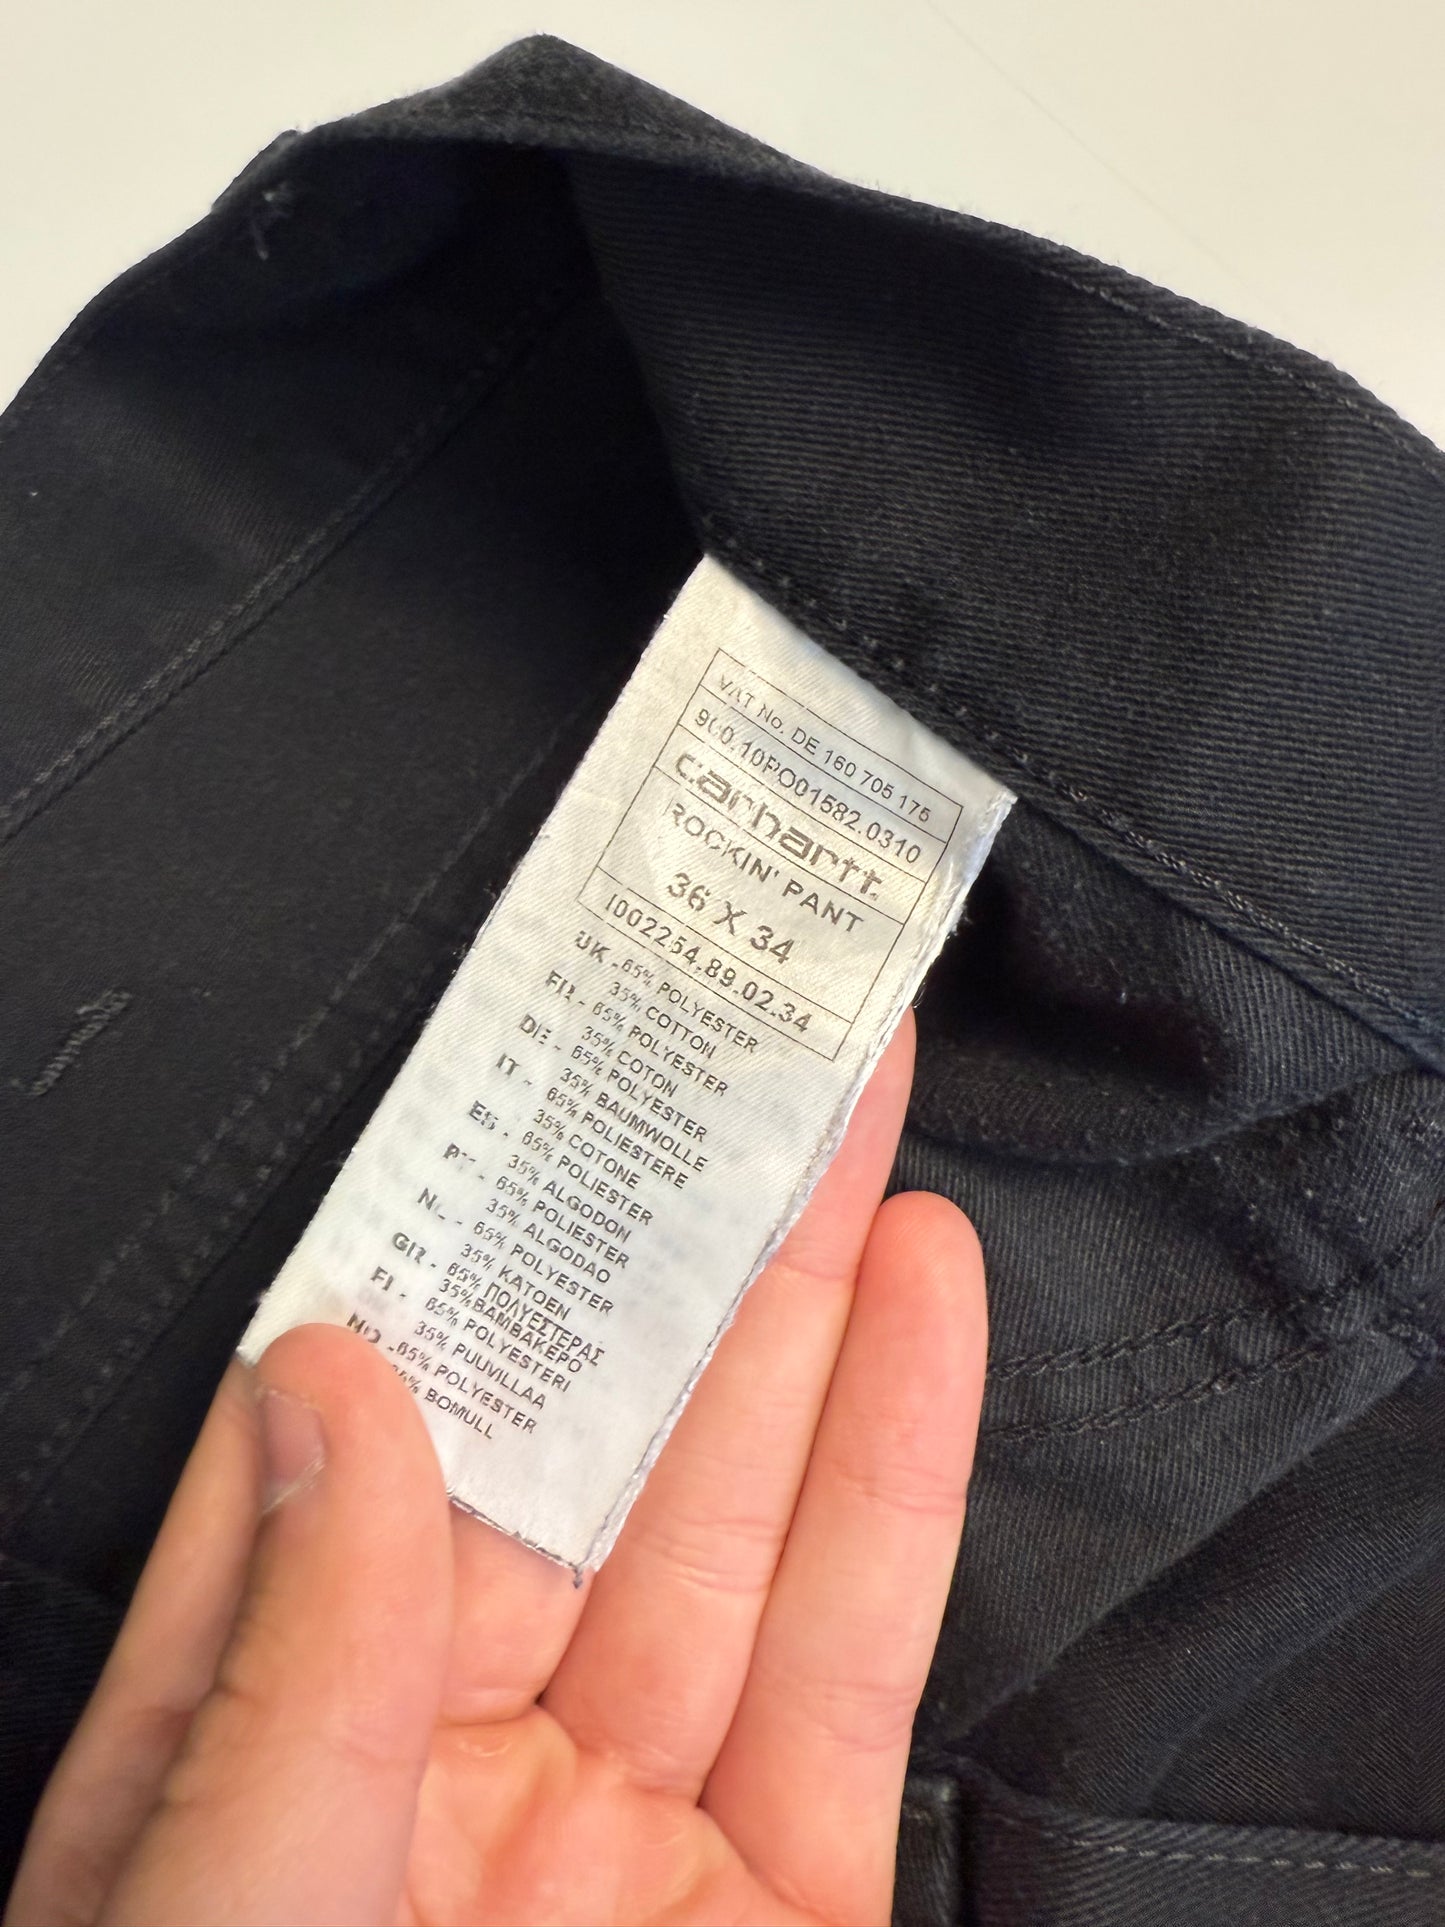 VAT No. DE 160 705 175
900.10PO01582.0310
carhartt.
ROCKIN' PANT
36 X 34
I002254.89.02.34
UK - 65% POLYESTER
35% COTTON
FR - 65% POLYESTER
35% COTON
DE - 65% POLYESTER
35% BAUMWOLLE
IT - 65% POLIESTERE
35% COTONE
ES - 65% POLIESTER
35% ALGODON
PT - 65% POLIESTER
35% ALGODAO
NL - 65% POLYESTER
35% KATOEN
GR - 65% ΠΟΛΥΕΣΤΕΡΑΣ
35%ΒΑΜΒΑΚΕΡΟ
FI - 65% POLYESTERI
35% PUUVILLAA
NO -65% POLYESTER
35% BOMULL